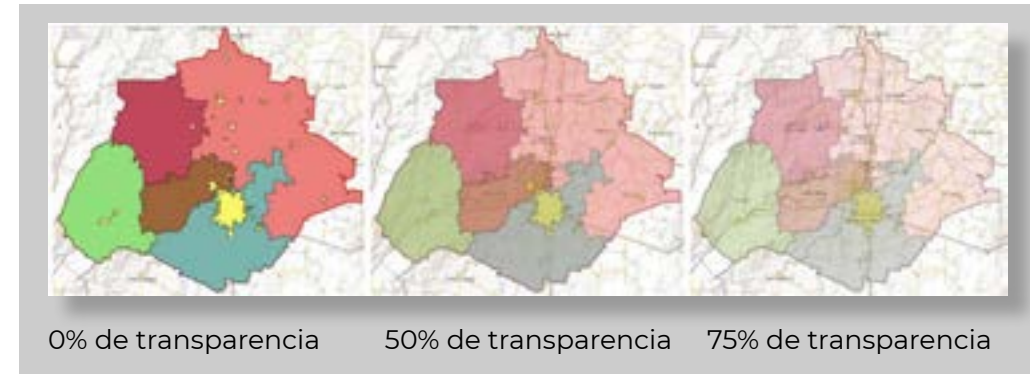 0% de transparencia
50% de transparencia
75% de transparencia